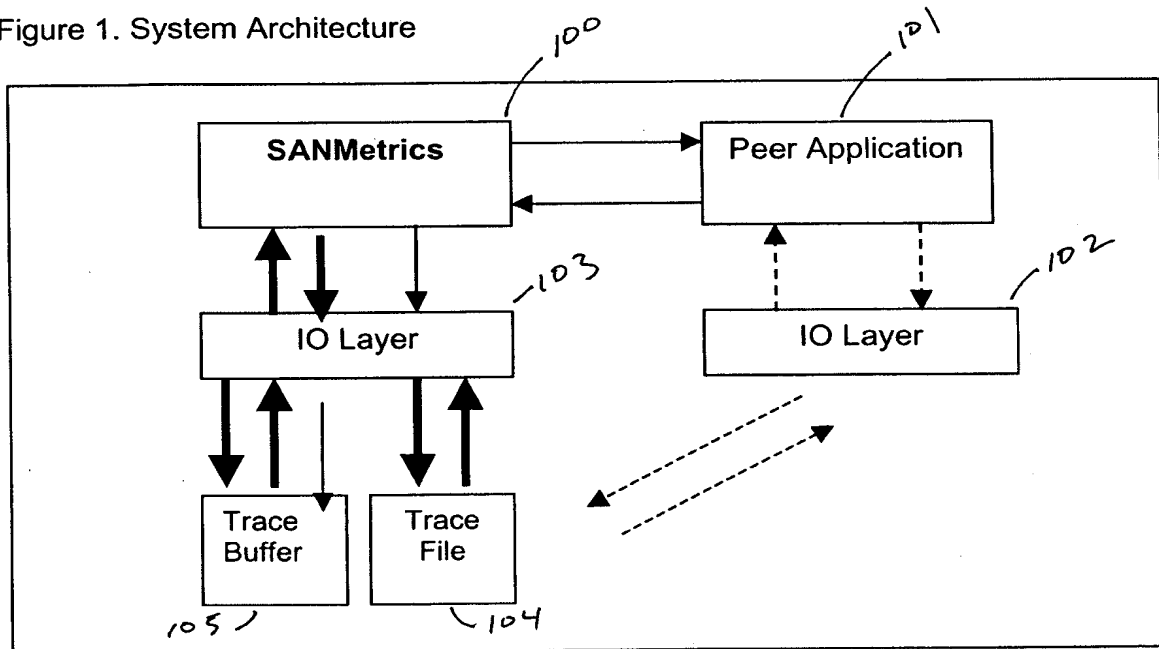 Figure 1. System Architecture
100
101
SANMetrics
Peer Application
103
102
IO Layer
IO Layer
Trace
Buffer
Trace
File
105
104